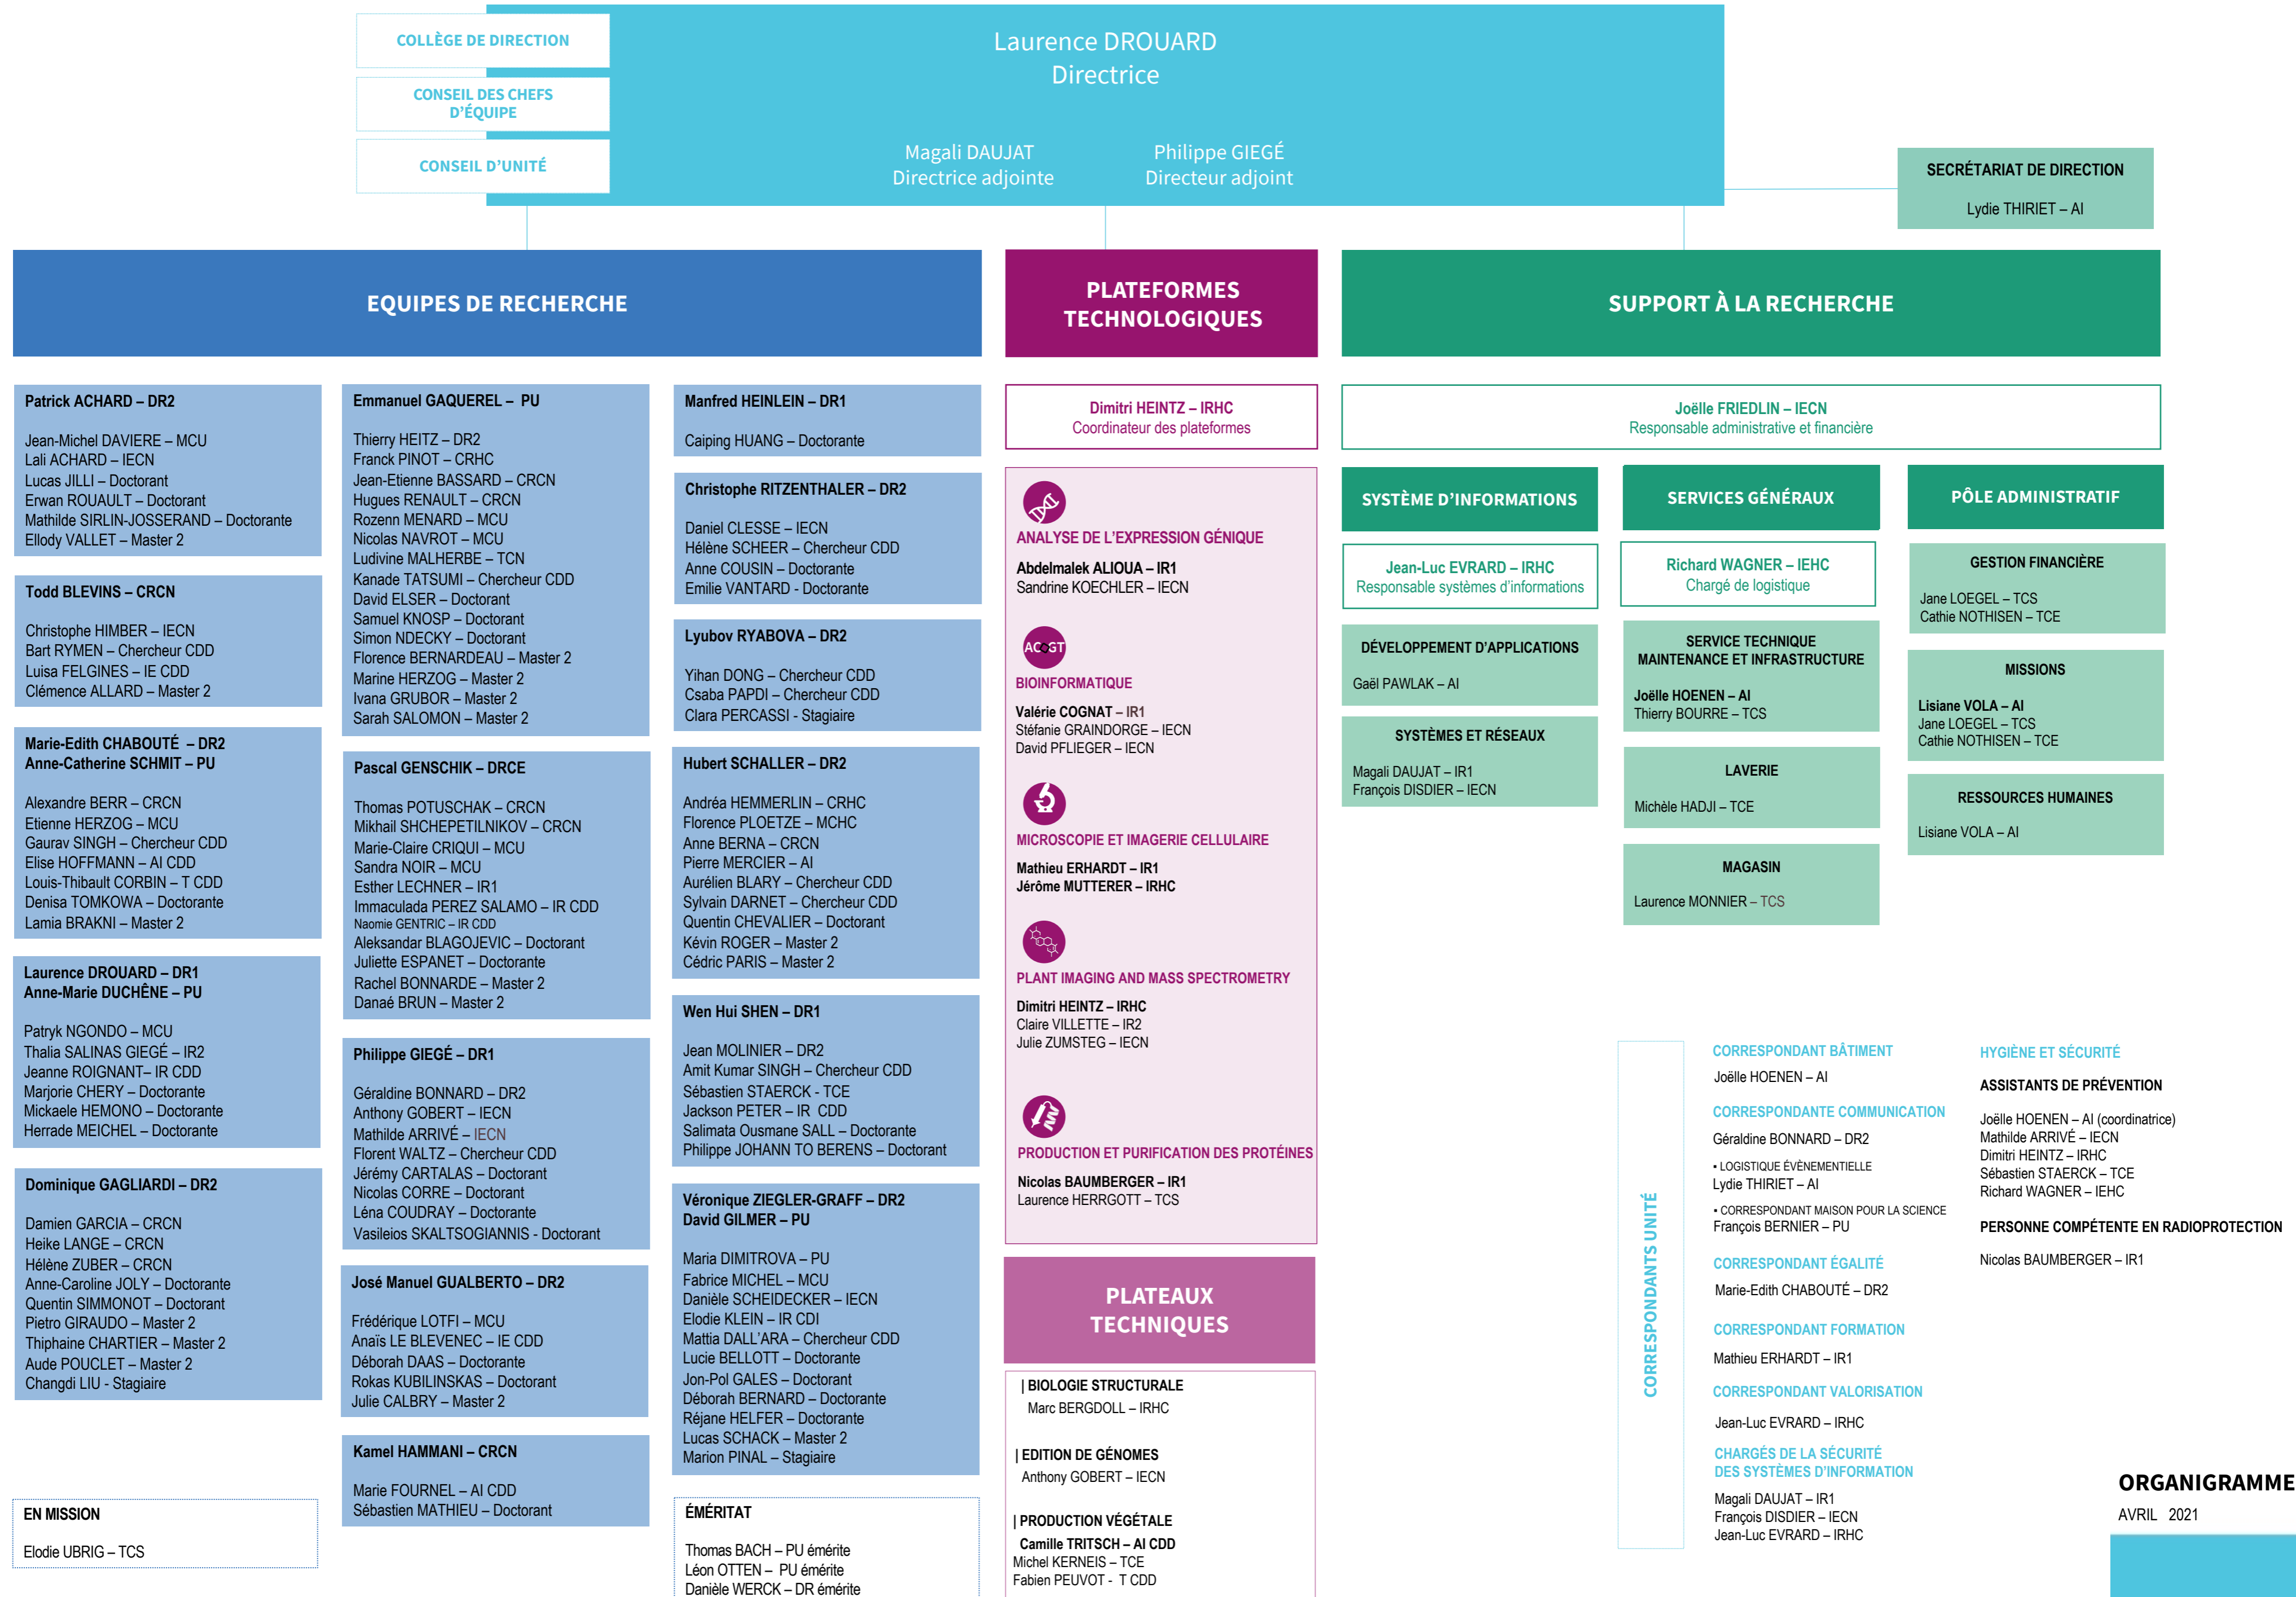 COLLÈGE DE DIRECTION
CONSEIL DES CHEFS
D'ÉQUIPE
CONSEIL D'UNITÉ
Laurence DROUARD
Directrice
Magali DAUJAT
Directrice adjointe
Philippe GIEGÉ
Directeur adjoint
SECRÉTARIAT DE DIRECTION
Lydie THIRIET – AI
EQUIPES DE RECHERCHE
PLATEFORMES
TECHNOLOGIQUES
SUPPORT À LA RECHERCHE
Patrick ACHARD – DR2
Jean-Michel DAVIERE – MCU
Lali ACHARD – IECN
Lucas JILLI – Doctorant
Erwan ROUAULT – Doctorant
Mathilde SIRLIN-JOSSERAND – Doctorante
Ellody VALLET – Master 2
Todd BLEVINS – CRCN
Christophe HIMBER – IECN
Bart RYMEN – Chercheur CDD
Luisa FELGINES – IE CDD
Clémence ALLARD – Master 2
Marie-Edith CHABOUTÉ – DR2
Anne-Catherine SCHMIT – PU
Alexandre BERR – CRCN
Etienne HERZOG – MCU
Gaurav SINGH – Chercheur CDD
Elise HOFFMANN – AI CDD
Louis-Thibault CORBIN – T CDD
Denisa TOMKOWA – Doctorante
Lamia BRAKNI – Master 2
Laurence DROUARD – DR1
Anne-Marie DUCHÊNE – PU
Patryk NGONDO – MCU
Thalia SALINAS GIEGÉ – IR2
Jeanne ROIGNANT– IR CDD
Marjorie CHERY – Doctorante
Mickaele HEMONO – Doctorante
Herrade MEICHEL – Doctorante
Dominique GAGLIARDI – DR2
Damien GARCIA – CRCN
Heike LANGE – CRCN
Hélène ZUBER – CRCN
Anne-Caroline JOLY – Doctorante
Quentin SIMMONOT – Doctorant
Pietro GIRAUDO – Master 2
Thiphaine CHARTIER – Master 2
Aude POUCLET – Master 2
Changdi LIU - Stagiaire
EN MISSION
Elodie UBRIG – TCS
Emmanuel GAQUEREL – PU
Thierry HEITZ – DR2
Franck PINOT – CRHC
Jean-Etienne BASSARD – CRCN
Hugues RENAULT – CRCN
Rozenn MENARD – MCU
Nicolas NAVROT – MCU
Ludivine MALHERBE – TCN
Kanade TATSUMI – Chercheur CDD
David ELSER – Doctorant
Samuel KNOSP – Doctorant
Simon NDECKY – Doctorant
Florence BERNARDEAU – Master 2
Marine HERZOG – Master 2
Ivana GRUBOR – Master 2
Sarah SALOMON – Master 2
Pascal GENSCHIK – DRCE
Thomas POTUSCHAK – CRCN
Mikhail SHCHEPETILNIKOV – CRCN
Marie-Claire CRIQUI – MCU
Sandra NOIR – MCU
Esther LECHNER – IR1
Immaculada PEREZ SALAMO – IR CDD
Naomie GENTRIC – IR CDD
Aleksandar BLAGOJEVIC – Doctorant
Juliette ESPANET – Doctorante
Rachel BONNARDE – Master 2
Danaé BRUN – Master 2
Philippe GIEGÉ – DR1
Géraldine BONNARD – DR2
Anthony GOBERT – IECN
Mathilde ARRIVÉ – IECN
Florent WALTZ – Chercheur CDD
Jérémy CARTALAS – Doctorant
Nicolas CORRE – Doctorant
Léna COUDRAY – Doctorante
Vasileios SKALTSOGIANNIS - Doctorant
José Manuel GUALBERTO – DR2
Frédérique LOTFI – MCU
Anaïs LE BLEVENEC – IE CDD
Déborah DAAS – Doctorante
Rokas KUBILINSKAS – Doctorant
Julie CALBRY – Master 2
Kamel HAMMANI – CRCN
Marie FOURNEL – AI CDD
Sébastien MATHIEU – Doctorant
Manfred HEINLEIN – DR1
Caiping HUANG – Doctorante
Christophe RITZENTHALER – DR2
Daniel CLESSE – IECN
Hélène SCHEER – Chercheur CDD
Anne COUSIN – Doctorante
Emilie VANTARD - Doctorante
Lyubov RYABOVA – DR2
Yihan DONG – Chercheur CDD
Csaba PAPDI – Chercheur CDD
Clara PERCASSI - Stagiaire
Hubert SCHALLER – DR2
Andréa HEMMERLIN – CRHC
Florence PLOETZE – MCHC
Anne BERNA – CRCN
Pierre MERCIER – AI
Aurélien BLARY – Chercheur CDD
Sylvain DARNET – Chercheur CDD
Quentin CHEVALIER – Doctorant
Kévin ROGER – Master 2
Cédric PARIS – Master 2
Wen Hui SHEN – DR1
Jean MOLINIER – DR2
Amit Kumar SINGH – Chercheur CDD
Sébastien STAERCK - TCE
Jackson PETER – IR CDD
Salimata Ousmane SALL – Doctorante
Philippe JOHANN TO BERENS – Doctorant
Véronique ZIEGLER-GRAFF – DR2
David GILMER – PU
Maria DIMITROVA – PU
Fabrice MICHEL – MCU
Danièle SCHEIDECKER – IECN
Elodie KLEIN – IR CDI
Mattia DALL'ARA – Chercheur CDD
Lucie BELLOTT – Doctorante
Jon-Pol GALES – Doctorant
Déborah BERNARD – Doctorante
Réjane HELFER – Doctorante
Lucas SCHACK – Master 2
Marion PINAL – Stagiaire
ÉMÉRITAT
Thomas BACH – PU émérite
Léon OTTEN – PU émérite
Danièle WERCK – DR émérite
Dimitri HEINTZ – IRHC
Coordinateur des plateformes
ANALYSE DE L'EXPRESSION GÉNIQUE
Abdelmalek ALIOUA – IR1
Sandrine KOECHLER – IECN
BIOINFORMATIQUE
Valérie COGNAT – IR1
Stéfanie GRAINDORGE – IECN
David PFLIEGER – IECN
MICROSCOPIE ET IMAGERIE CELLULAIRE
Mathieu ERHARDT – IR1
Jérôme MUTTERER – IRHC
PLANT IMAGING AND MASS SPECTROMETRY
Dimitri HEINTZ – IRHC
Claire VILLETTE – IR2
Julie ZUMSTEG – IECN
PRODUCTION ET PURIFICATION DES PROTÉINES
Nicolas BAUMBERGER – IR1
Laurence HERRGOTT – TCS
PLATEAUX
TECHNIQUES
| BIOLOGIE STRUCTURALE
Marc BERGDOLL – IRHC
| EDITION DE GÉNOMES
Anthony GOBERT – IECN
| PRODUCTION VÉGÉTALE
Camille TRITSCH – AI CDD
Michel KERNEIS – TCE
Fabien PEUVOT - T CDD
Joëlle FRIEDLIN – IECN
Responsable administrative et financière
SYSTÈME D'INFORMATIONS
Jean-Luc EVRARD – IRHC
Responsable systèmes d'informations
DÉVELOPPEMENT D'APPLICATIONS
Gaël PAWLAK – AI
SYSTÈMES ET RÉSEAUX
Magali DAUJAT – IR1
François DISDIER – IECN
SERVICES GÉNÉRAUX
Richard WAGNER – IEHC
Chargé de logistique
SERVICE TECHNIQUE
MAINTENANCE ET INFRASTRUCTURE
Joëlle HOENEN – AI
Thierry BOURRE – TCS
LAVERIE
Michèle HADJI – TCE
MAGASIN
Laurence MONNIER – TCS
PÔLE ADMINISTRATIF
GESTION FINANCIÈRE
Jane LOEGEL – TCS
Cathie NOTHISEN – TCE
MISSIONS
Lisiane VOLA – AI
Jane LOEGEL – TCS
Cathie NOTHISEN – TCE
RESSOURCES HUMAINES
Lisiane VOLA – AI
CORRESPONDANTS UNITÉ
CORRESPONDANT BÂTIMENT
Joëlle HOENEN – AI
CORRESPONDANTE COMMUNICATION
Géraldine BONNARD – DR2
▪ LOGISTIQUE ÉVÈNEMENTIELLE
Lydie THIRIET – AI
▪ CORRESPONDANT MAISON POUR LA SCIENCE
François BERNIER – PU
CORRESPONDANT ÉGALITÉ
Marie-Edith CHABOUTÉ – DR2
CORRESPONDANT FORMATION
Mathieu ERHARDT – IR1
CORRESPONDANT VALORISATION
Jean-Luc EVRARD – IRHC
CHARGÉS DE LA SÉCURITÉ
DES SYSTÈMES D'INFORMATION
Magali DAUJAT – IR1
François DISDIER – IECN
Jean-Luc EVRARD – IRHC
HYGIÈNE ET SÉCURITÉ
ASSISTANTS DE PRÉVENTION
Joëlle HOENEN – AI (coordinatrice)
Mathilde ARRIVÉ – IECN
Dimitri HEINTZ – IRHC
Sébastien STAERCK – TCE
Richard WAGNER – IEHC
PERSONNE COMPÉTENTE EN RADIOPROTECTION
Nicolas BAUMBERGER – IR1
ORGANIGRAMME
AVRIL 2021